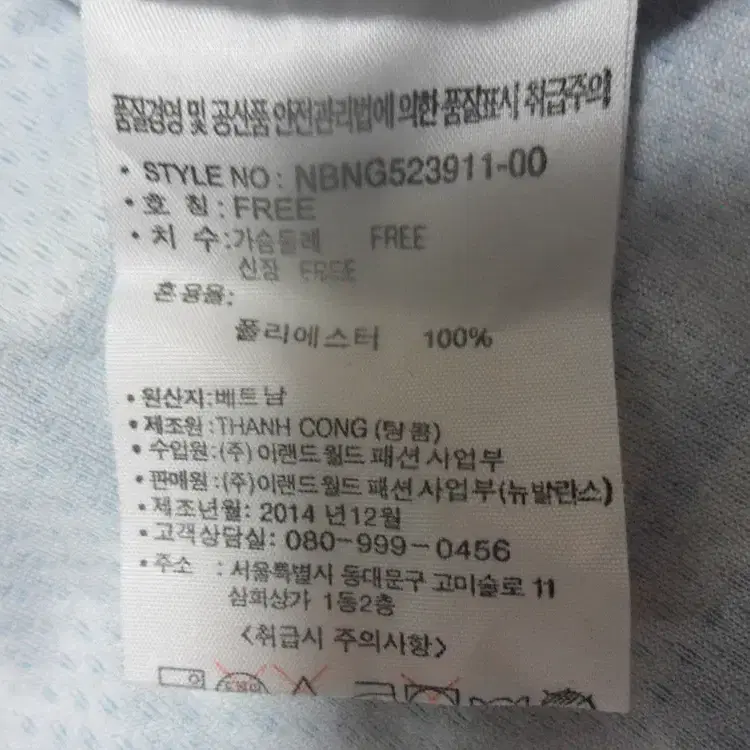 품질경영 및 공산품 안전관리법에 의한 품질표시 취급주의
• STYLE NO : NBNG523911-00
• 호 칭 : FREE
• 치 수 : 가슴둘레 FREE
신장 FREE
혼용율:
폴리에스터 100%
• 원산지:베트남
• 제조원 :THANH CONG (탕콤)
• 수입원:(주) 이랜드월드 패션 사업부
• 판매원 :(주)이랜드월드 패션 사업부(뉴발란스)
• 제조년월: 2014 년12월
• 고객상담실: 080-999-0456
• 주소 : 서울특별시 동대문구 고미술로 11
삼희상가 1동2층
<취급시 주의사항>